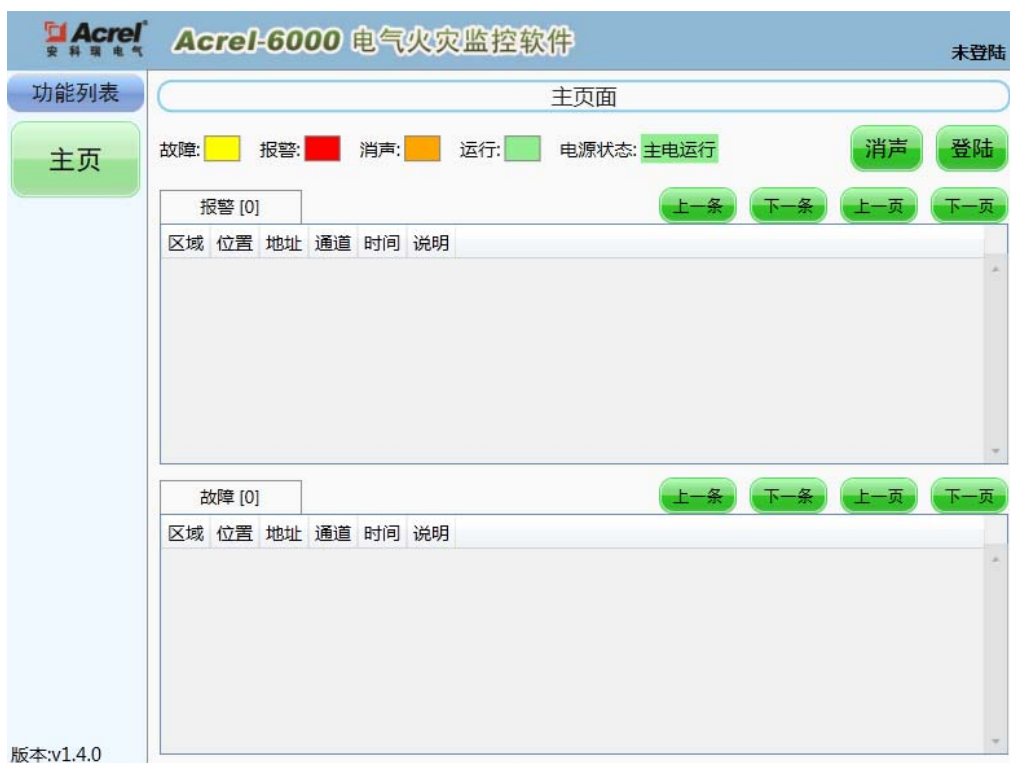 Acrel
安科瑞电气
Acrel-6000 电气火灾监控软件
未登陆
功能列表
主页面
主页
故障: 报警: 消声: 运行: 电源状态: 主电运行 消声 登陆
报警 [0] 上一条 下一条 上一页 下一页
区域 位置 地址 通道 时间 说明
故障 [0] 上一条 下一条 上一页 下一页
区域 位置 地址 通道 时间 说明
版本:v1.4.0